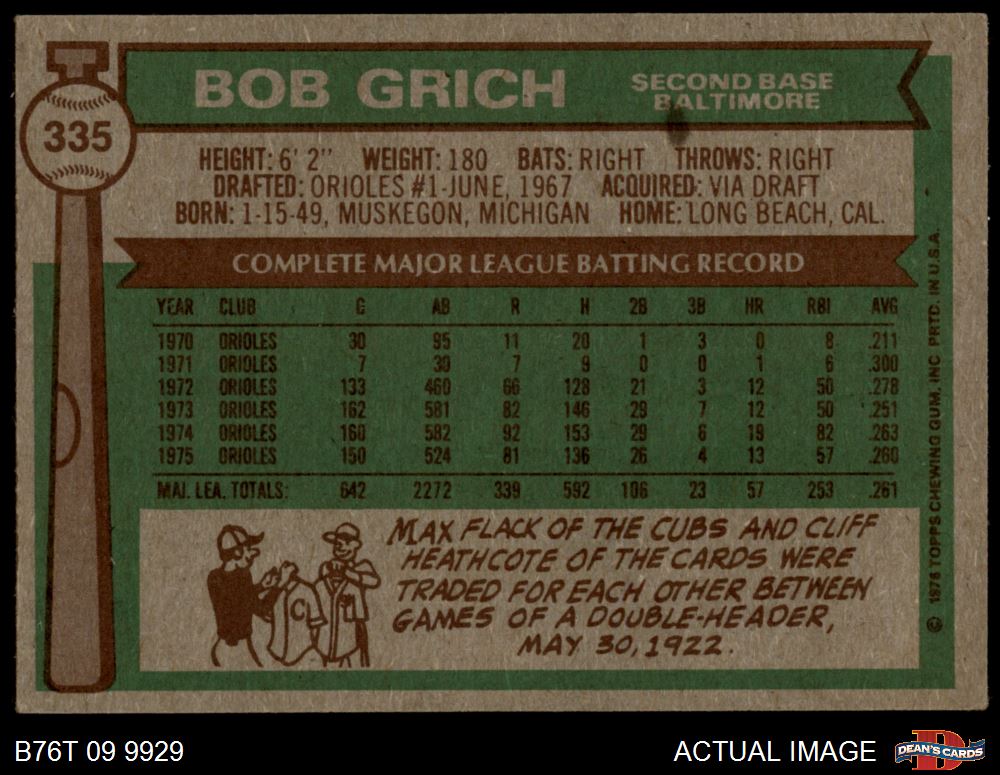 335
BOB GRICH
SECOND BASE
BALTIMORE
HEIGHT: 6' 2" WEIGHT: 180 BATS: RIGHT THROWS: RIGHT
DRAFTED: ORIOLES #1-JUNE, 1967 ACQUIRED: VIA DRAFT
BORN: 1-15-49, MUSKEGON, MICHIGAN HOME: LONG BEACH, CAL.
COMPLETE MAJOR LEAGUE BATTING RECORD
YEAR CLUB G AB R H 2B 3B HR RBI AVG
1970 ORIOLES 30 95 11 20 1 3 0 8 .211
1971 ORIOLES 7 30 7 9 0 0 1 6 .300
1972 ORIOLES 133 460 66 128 21 3 12 50 .278
1973 ORIOLES 162 581 82 146 29 7 12 50 .251
1974 ORIOLES 160 582 92 153 29 6 19 82 .263
1975 ORIOLES 150 524 81 136 26 4 13 57 .260
MAJ. LEA. TOTALS: 642 2272 339 592 106 23 57 253 .261
C
MAX FLACK OF THE CUBS AND CLIFF
HEATHCOTE OF THE CARDS WERE
TRADED FOR EACH OTHER BETWEEN
GAMES OF A DOUBLE-HEADER,
MAY 30, 1922.
© 1976 TOPPS CHEWING GUM, INC PRTD. IN U.S.A.
B76T 09 9929
ACTUAL IMAGE
D
DEAN'S CARDS